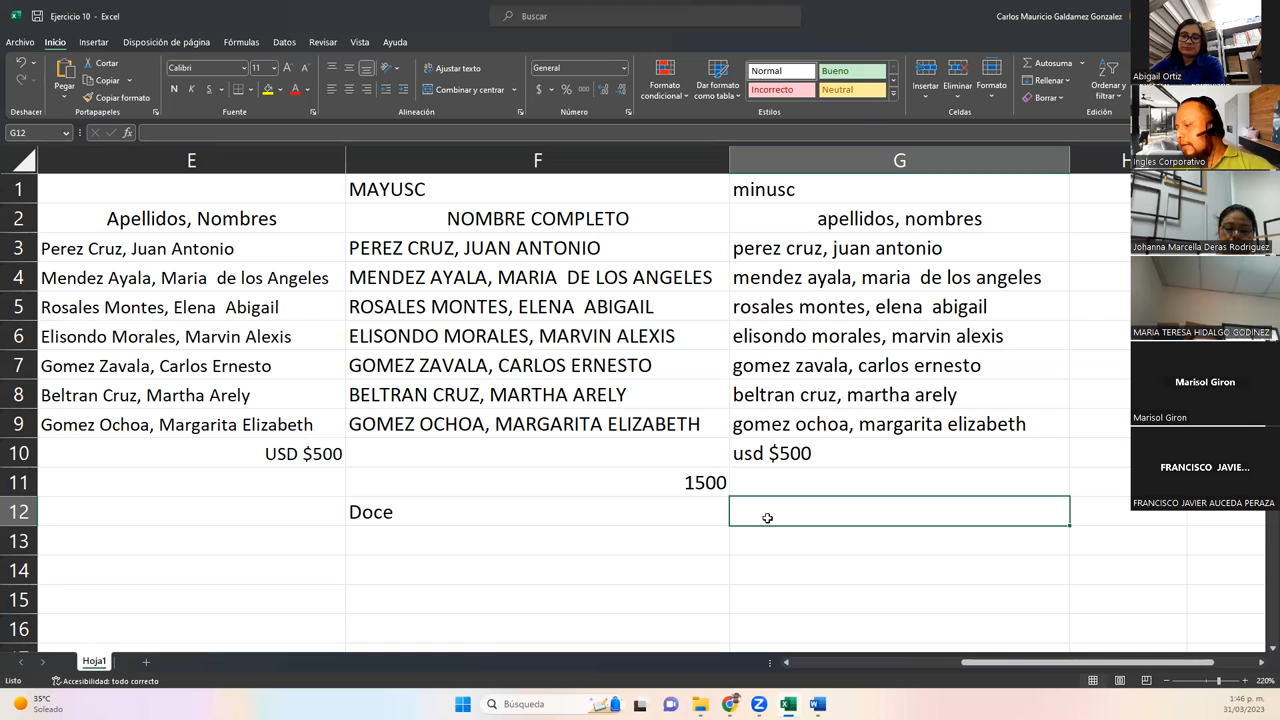 Ejercicio 10 - Excel
Buscar
Carlos Mauricio Galdamez Gonzalez
Archivo Inicio Insertar Disposición de página Fórmulas Datos Revisar Vista Ayuda
Pegar
Cortar
Copiar
Copiar formato
Calibri 11
N K S
Ajustar texto
Combinar y centrar
General
$ % 000
Formato condicional
Dar formato como tabla
Normal Bueno
Incorrecto Neutral
Insertar Eliminar Formato
Autosuma
Rellenar
Borrar
Ordenar y filtrar
Deshacer Portapapeles Fuente Alineación Número Estilos Celdas Edición
G12 fx
E F G H
1 MAYUSC minusc
2 Apellidos, Nombres NOMBRE COMPLETO apellidos, nombres
3 Perez Cruz, Juan Antonio PEREZ CRUZ, JUAN ANTONIO perez cruz, juan antonio
4 Mendez Ayala, Maria  de los Angeles MENDEZ AYALA, MARIA  DE LOS ANGELES mendez ayala, maria  de los angeles
5 Rosales Montes, Elena  Abigail ROSALES MONTES, ELENA  ABIGAIL rosales montes, elena  abigail
6 Elisondo Morales, Marvin Alexis ELISONDO MORALES, MARVIN ALEXIS elisondo morales, marvin alexis
7 Gomez Zavala, Carlos Ernesto GOMEZ ZAVALA, CARLOS ERNESTO gomez zavala, carlos ernesto
8 Beltran Cruz, Martha Arely BELTRAN CRUZ, MARTHA ARELY beltran cruz, martha arely
9 Gomez Ochoa, Margarita Elizabeth GOMEZ OCHOA, MARGARITA ELIZABETH gomez ochoa, margarita elizabeth
10 USD $500 usd $500
11 1500
12 Doce
13
14
15
16
Hoja1
Listo
Accesibilidad: todo correcto
220%
35°C
Soleado
Búsqueda
1:46 p. m.
31/03/2023
Abigail Ortiz
Ingles Corporativo
Johanna Marcella Deras Rodriguez
MARIA TERESA HIDALGO GODINEZ
Marisol Giron
Marisol Giron
FRANCISCO JAVIE...
FRANCISCO JAVIER AUCEDA PERAZA